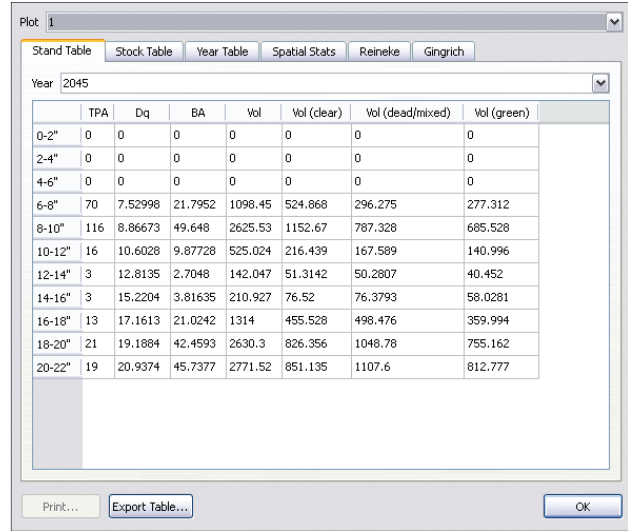 Plot 1
Stand Table Stock Table Year Table Spatial Stats Reineke Gingrich
Year 2045
TPA Dq BA Vol Vol (clear) Vol (dead/mixed) Vol (green)
0-2" 0 0 0 0 0 0 0
2-4" 0 0 0 0 0 0 0
4-6" 0 0 0 0 0 0 0
6-8" 70 7.52998 21.7952 1098.45 524.868 296.275 277.312
8-10" 116 8.86673 49.648 2625.53 1152.67 787.328 685.528
10-12" 16 10.6028 9.87728 525.024 216.439 167.589 140.996
12-14" 3 12.8135 2.7048 142.047 51.3142 50.2807 40.452
14-16" 3 15.2204 3.81635 210.927 76.52 76.3793 58.0281
16-18" 13 17.1613 21.0242 1314 455.528 498.476 359.994
18-20" 21 19.1884 42.4593 2630.3 826.356 1048.78 755.162
20-22" 19 20.9374 45.7377 2771.52 851.135 1107.6 812.777
Print... Export Table... OK